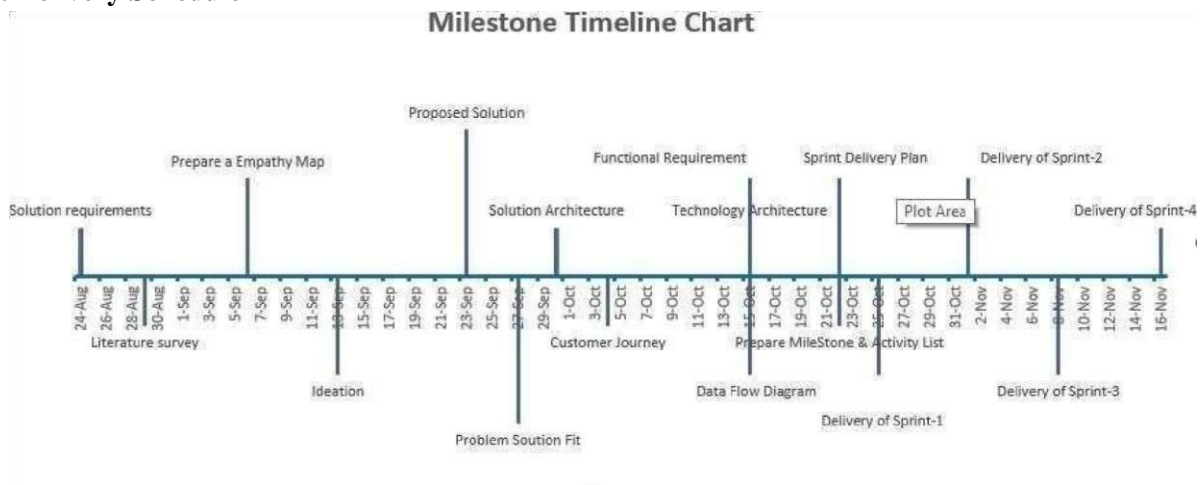 Milestone Timeline Chart
Proposed Solution
Prepare a Empathy Map
Functional Requirement
Sprint Delivery Plan
Delivery of Sprint-2
Solution requirements
Solution Architecture
Technology Architecture
Plot Area
Delivery of Sprint-4
24-Aug
26-Aug
28-Aug
30-Aug
1-Sep
3-Sep
5-Sep
7-Sep
9-Sep
11-Sep
13-Sep
15-Sep
17-Sep
19-Sep
21-Sep
23-Sep
25-Sep
27-Sep
29-Sep
1-Oct
3-Oct
5-Oct
7-Oct
9-Oct
11-Oct
13-Oct
15-Oct
17-Oct
19-Oct
21-Oct
23-Oct
25-Oct
27-Oct
29-Oct
31-Oct
2-Nov
4-Nov
6-Nov
8-Nov
10-Nov
12-Nov
14-Nov
16-Nov
Literature survey
Customer Journey
Prepare MileStone & Activity List
Ideation
Data Flow Diagram
Delivery of Sprint-3
Delivery of Sprint-1
Problem Soution Fit